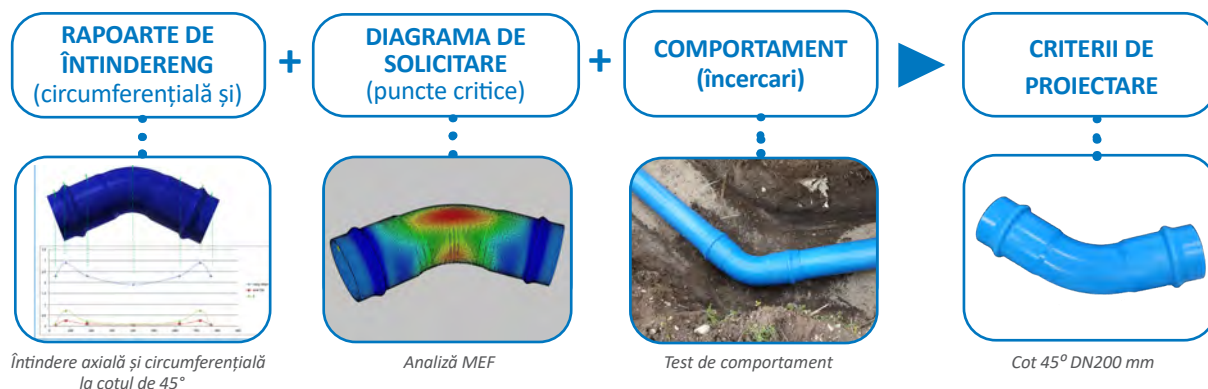 RAPOARTE DE
ÎNTINDERENG
(circumferențială și)
+
DIAGRAMA DE
SOLICITARE
(puncte critice)
+
COMPORTAMENT
(încercari)
CRITERII DE
PROIECTARE
Întindere axială și circumferențială
la cotul de 45°
Analiză MEF
Test de comportament
Cot 45º DN200 mm